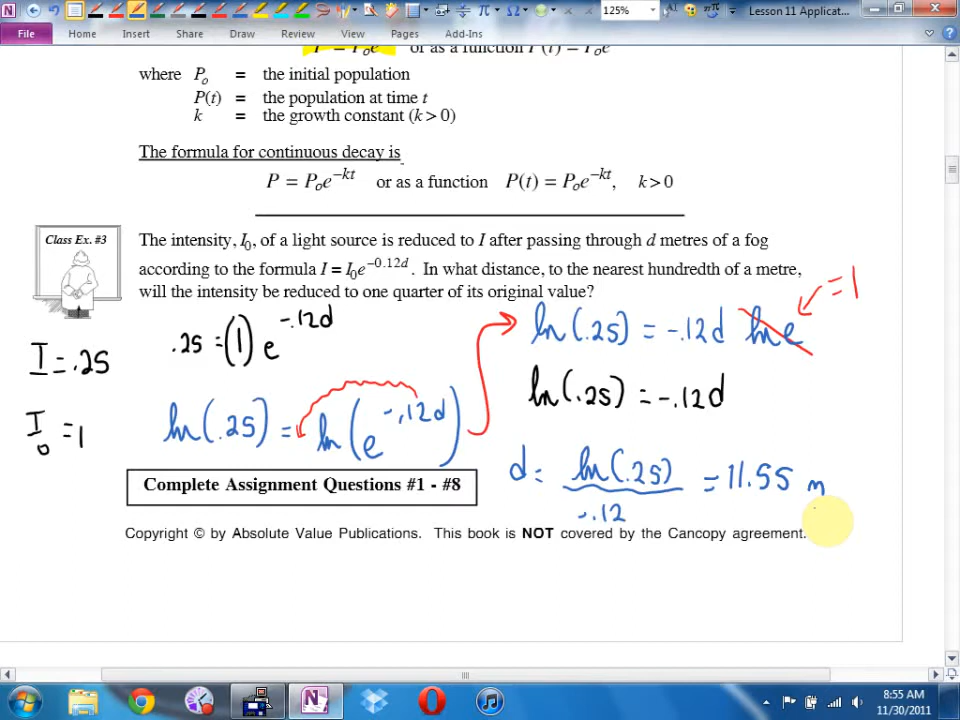 125%
Lesson 11 Applicat...
File Home Insert Share Draw Review View Pages Add-Ins
or as a function P(t) = P₀e
where P₀ = the initial population
P(t) = the population at time t
k = the growth constant (k > 0)
The formula for continuous decay is
P = P₀e^−kt or as a function P(t) = P₀e^−kt, k > 0
Class Ex. #3
The intensity, I₀, of a light source is reduced to I after passing through d metres of a fog
according to the formula I = I₀e^−0.12d. In what distance, to the nearest hundredth of a metre,
will the intensity be reduced to one quarter of its original value?
= 1
I = .25
.25 = (1) e^-.12d
ln(.25) = -.12d ln e
I₀ = 1
ln(.25) = ln(e^-.12d)
ln(.25) = -.12d
d = ln(.25) / -.12 = 11.55 m
Complete Assignment Questions #1 - #8
Copyright © by Absolute Value Publications. This book is NOT covered by the Cancopy agreement.
8:55 AM
11/30/2011